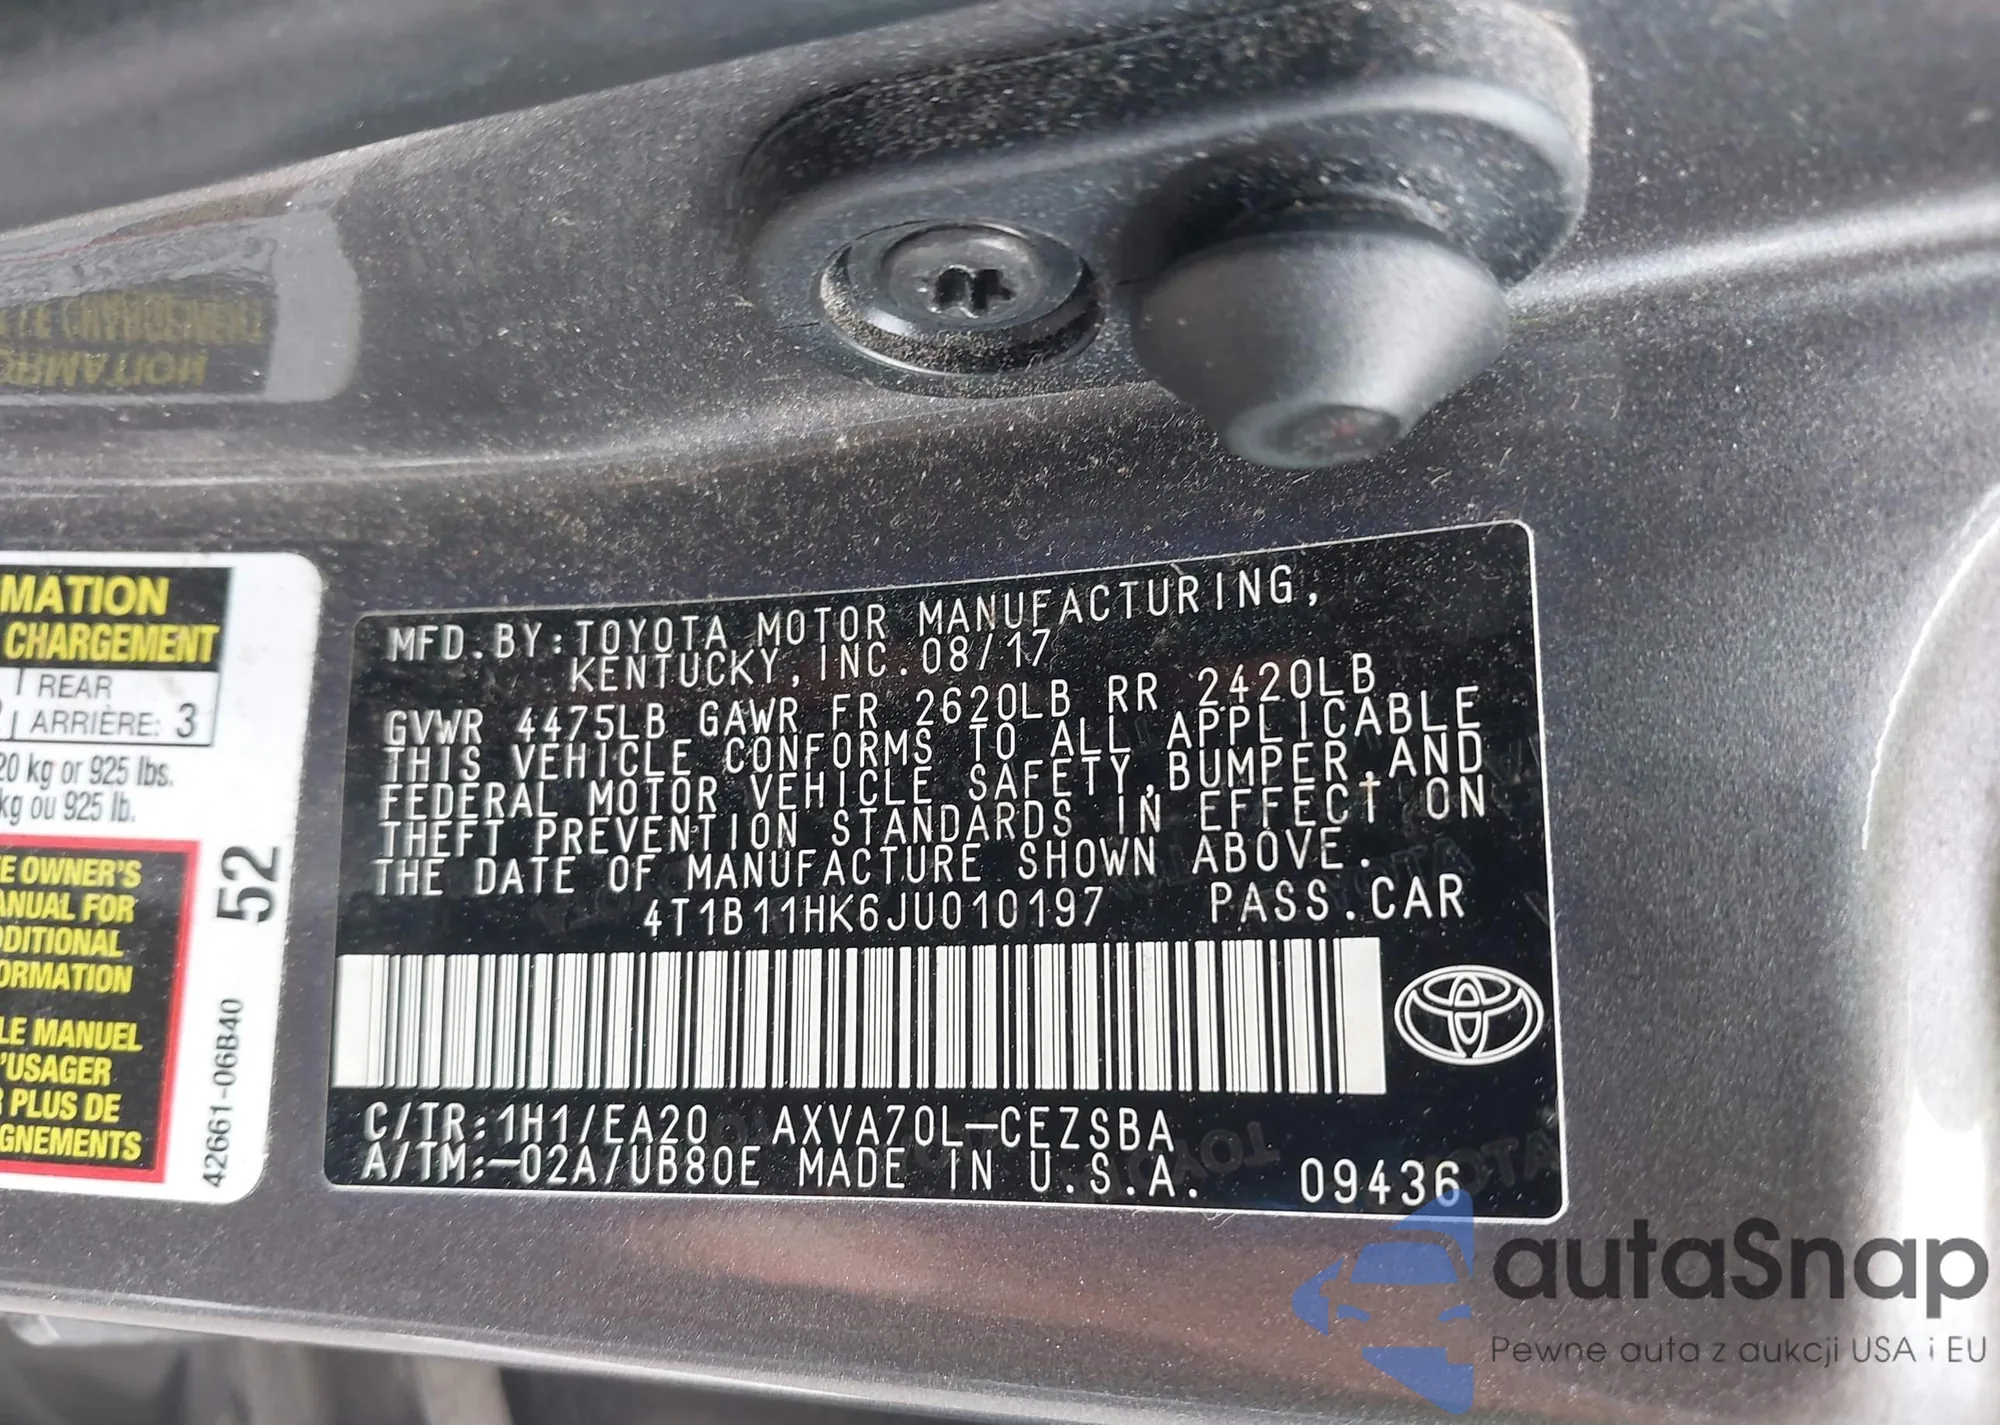 MATION
CHARGEMENT
REAR
ARRIÈRE: 3
20 kg or 925 lbs.
kg ou 925 lb.
E OWNER'S
ANUAL FOR
DDITIONAL
ORMATION
LE MANUEL
'USAGER
R PLUS DE
GNEMENTS
52
42661-06B40
MFD.BY:TOYOTA MOTOR MANUFACTURING,
KENTUCKY,INC.08/17
GVWR 4475LB GAWR FR 2620LB RR 2420LB
THIS VEHICLE CONFORMS TO ALL APPLICABLE
FEDERAL MOTOR VEHICLE SAFETY,BUMPER,AND
THEFT PREVENTION STANDARDS IN EFFECT ON
THE DATE OF MANUFACTURE SHOWN ABOVE.
4T1B11HK6JU010197 PASS.CAR
C/TR:1H1/EA20 AXVA70L-CEZSBA
A/TM:-02A/UB80E MADE IN U.S.A. 09436
autaSnap
Pewne auta z aukcji USA i EU